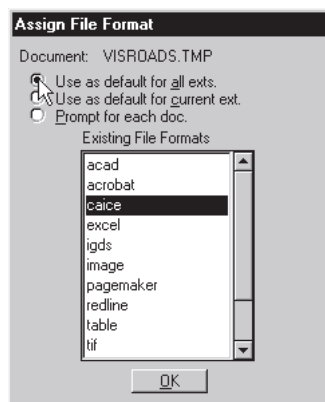 Assign File Format
Document: VISROADS.TMP
Use as default for all exts.
Use as default for current ext.
Prompt for each doc.
Existing File Formats
acad
acrobat
caice
excel
igds
image
pagemaker
redline
table
tif
OK